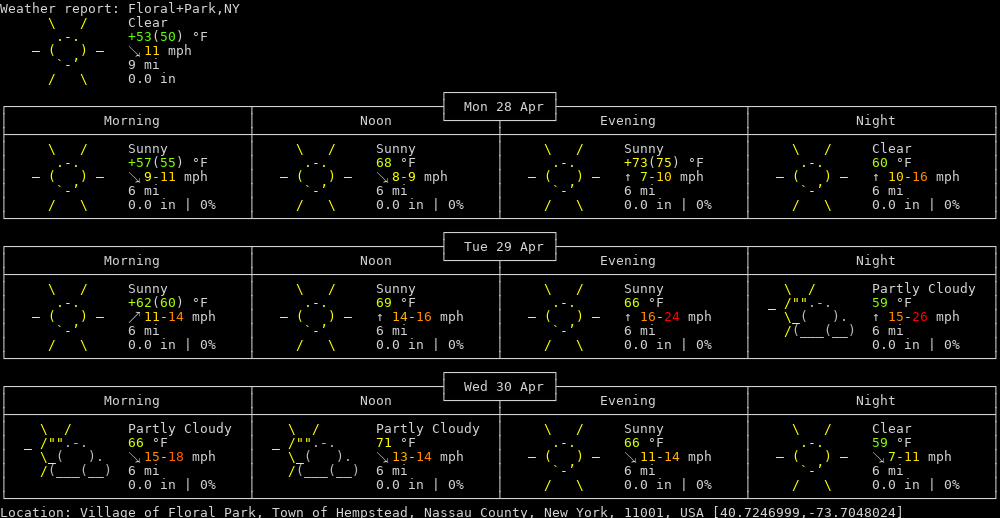 Weather report: Floral+Park,NY
Clear
+53(50) °F
↘ 11 mph
9 mi
0.0 in
Mon 28 Apr
Morning Noon Evening Night
Sunny Sunny Sunny Clear
+57(55) °F 68 °F +73(75) °F 60 °F
↘ 9-11 mph ↘ 8-9 mph ↑ 7-10 mph ↑ 10-16 mph
6 mi 6 mi 6 mi 6 mi
0.0 in | 0% 0.0 in | 0% 0.0 in | 0% 0.0 in | 0%
Tue 29 Apr
Morning Noon Evening Night
Sunny Sunny Sunny Partly Cloudy
+62(60) °F 69 °F 66 °F 59 °F
↗ 11-14 mph ↑ 14-16 mph ↑ 16-24 mph ↑ 15-26 mph
6 mi 6 mi 6 mi 6 mi
0.0 in | 0% 0.0 in | 0% 0.0 in | 0% 0.0 in | 0%
Wed 30 Apr
Morning Noon Evening Night
Partly Cloudy Partly Cloudy Sunny Clear
66 °F 71 °F 66 °F 59 °F
↘ 15-18 mph ↘ 13-14 mph ↘ 11-14 mph ↘ 7-11 mph
6 mi 6 mi 6 mi 6 mi
0.0 in | 0% 0.0 in | 0% 0.0 in | 0% 0.0 in | 0%
Location: Village of Floral Park, Town of Hempstead, Nassau County, New York, 11001, USA [40.7246999,-73.7048024]